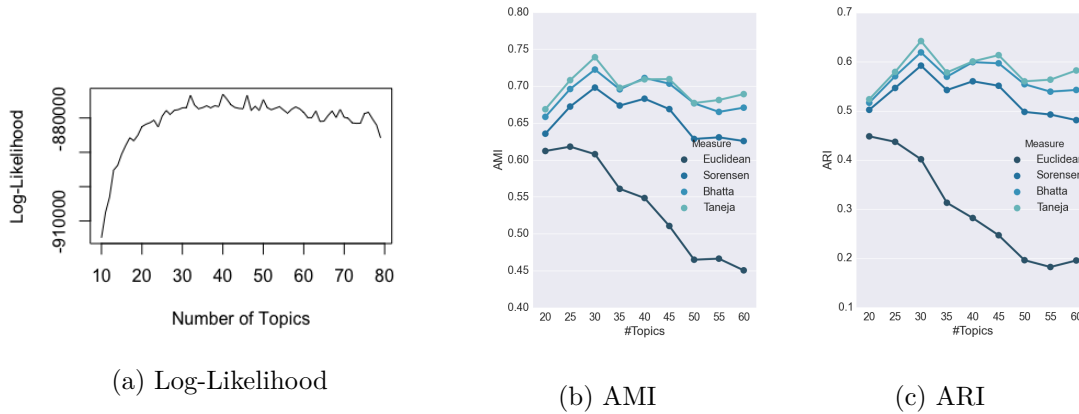 -880000
-910000
Log-Likelihood
10 20 30 40 50 60 70 80
Number of Topics
(a) Log-Likelihood
0.80
0.75
0.70
0.65
0.60
0.55
0.50
0.45
0.40
AMI
Measure
Euclidean
Sorensen
Bhatta
Taneja
20 25 30 35 40 45 50 55 60
#Topics
(b) AMI
0.7
0.6
0.5
0.4
0.3
0.2
0.1
ARI
Measure
Euclidean
Sorensen
Bhatta
Taneja
20 25 30 35 40 45 50 55 60
#Topics
(c) ARI